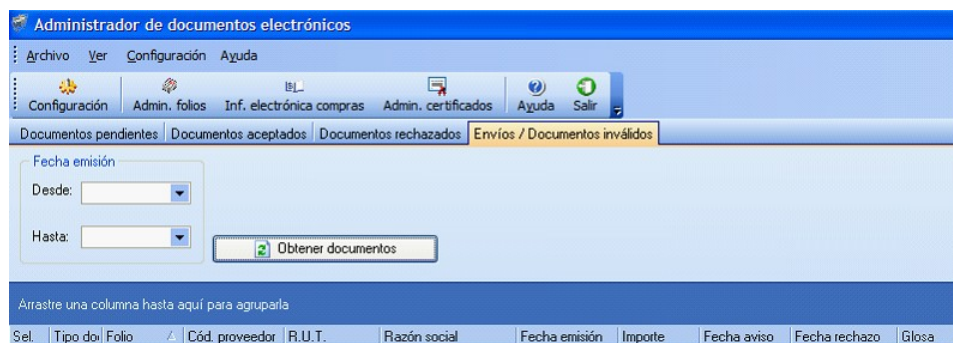 Administrador de documentos electrónicos
Archivo Ver Configuración Ayuda
Configuración Admin. folios Inf. electrónica compras Admin. certificados Ayuda Salir
Documentos pendientes Documentos aceptados Documentos rechazados Envíos / Documentos inválidos
Fecha emisión
Desde:
Hasta:
Obtener documentos
Arrastre una columna hasta aquí para agruparla
Sel. Tipo do Folio Cód. proveedor R.U.T. Razón social Fecha emisión Importe Fecha aviso Fecha rechazo Glosa